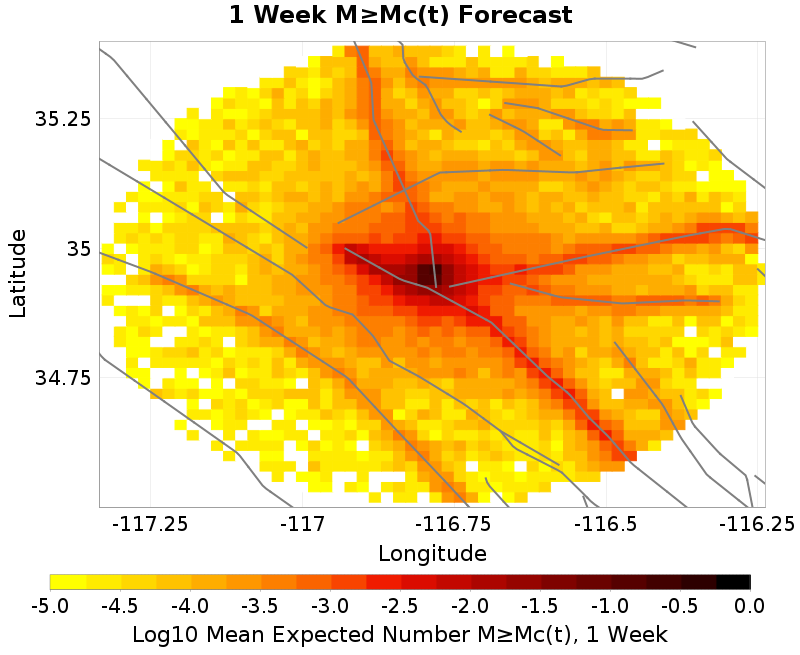 1 Week M≥Mc(t) Forecast
35.25
35
34.75
Latitude
-117.25 -117 -116.75 -116.5 -116.25
Longitude
-5.0 -4.5 -4.0 -3.5 -3.0 -2.5 -2.0 -1.5 -1.0 -0.5 0.0
Log10 Mean Expected Number M≥Mc(t), 1 Week